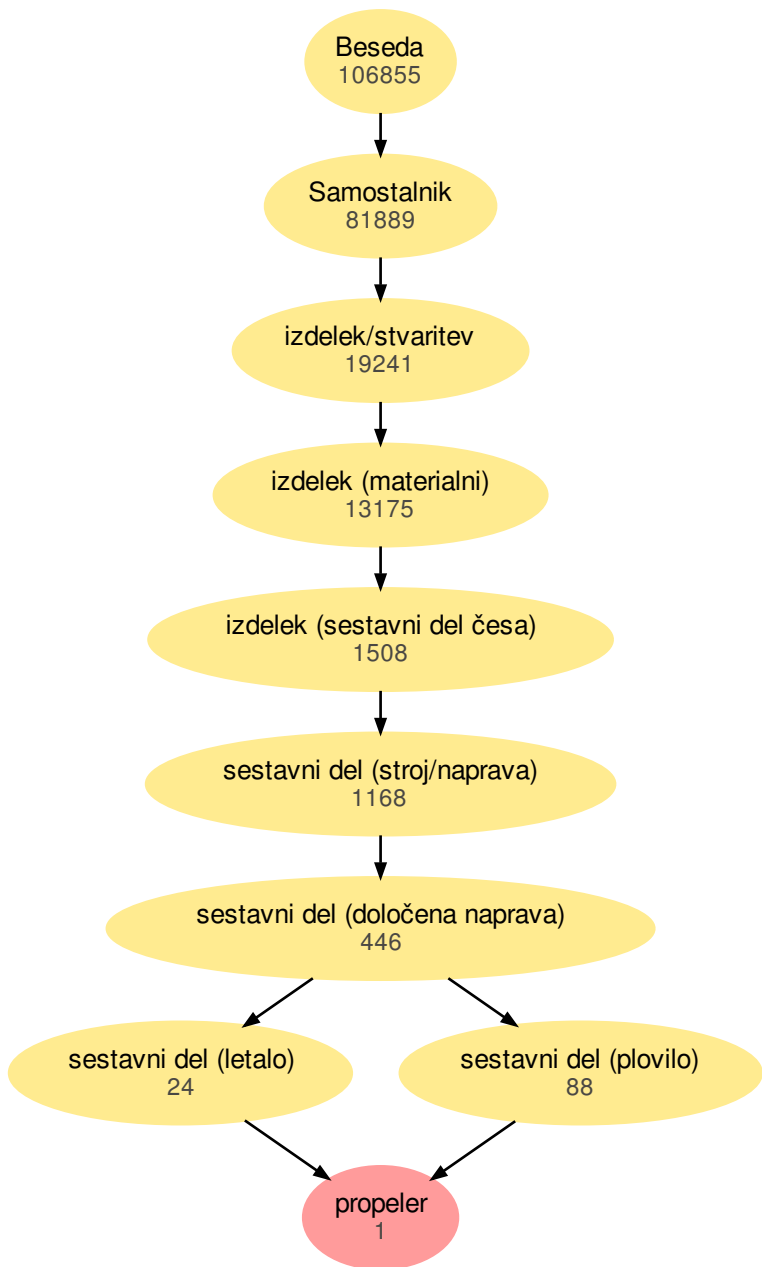 Beseda
106855
Samostalnik
81889
izdelek/stvaritev
19241
izdelek (materialni)
13175
izdelek (sestavni del česa)
1508
sestavni del (stroj/naprava)
1168
sestavni del (določena naprava)
446
sestavni del (letalo)
24
sestavni del (plovilo)
88
propeler
1